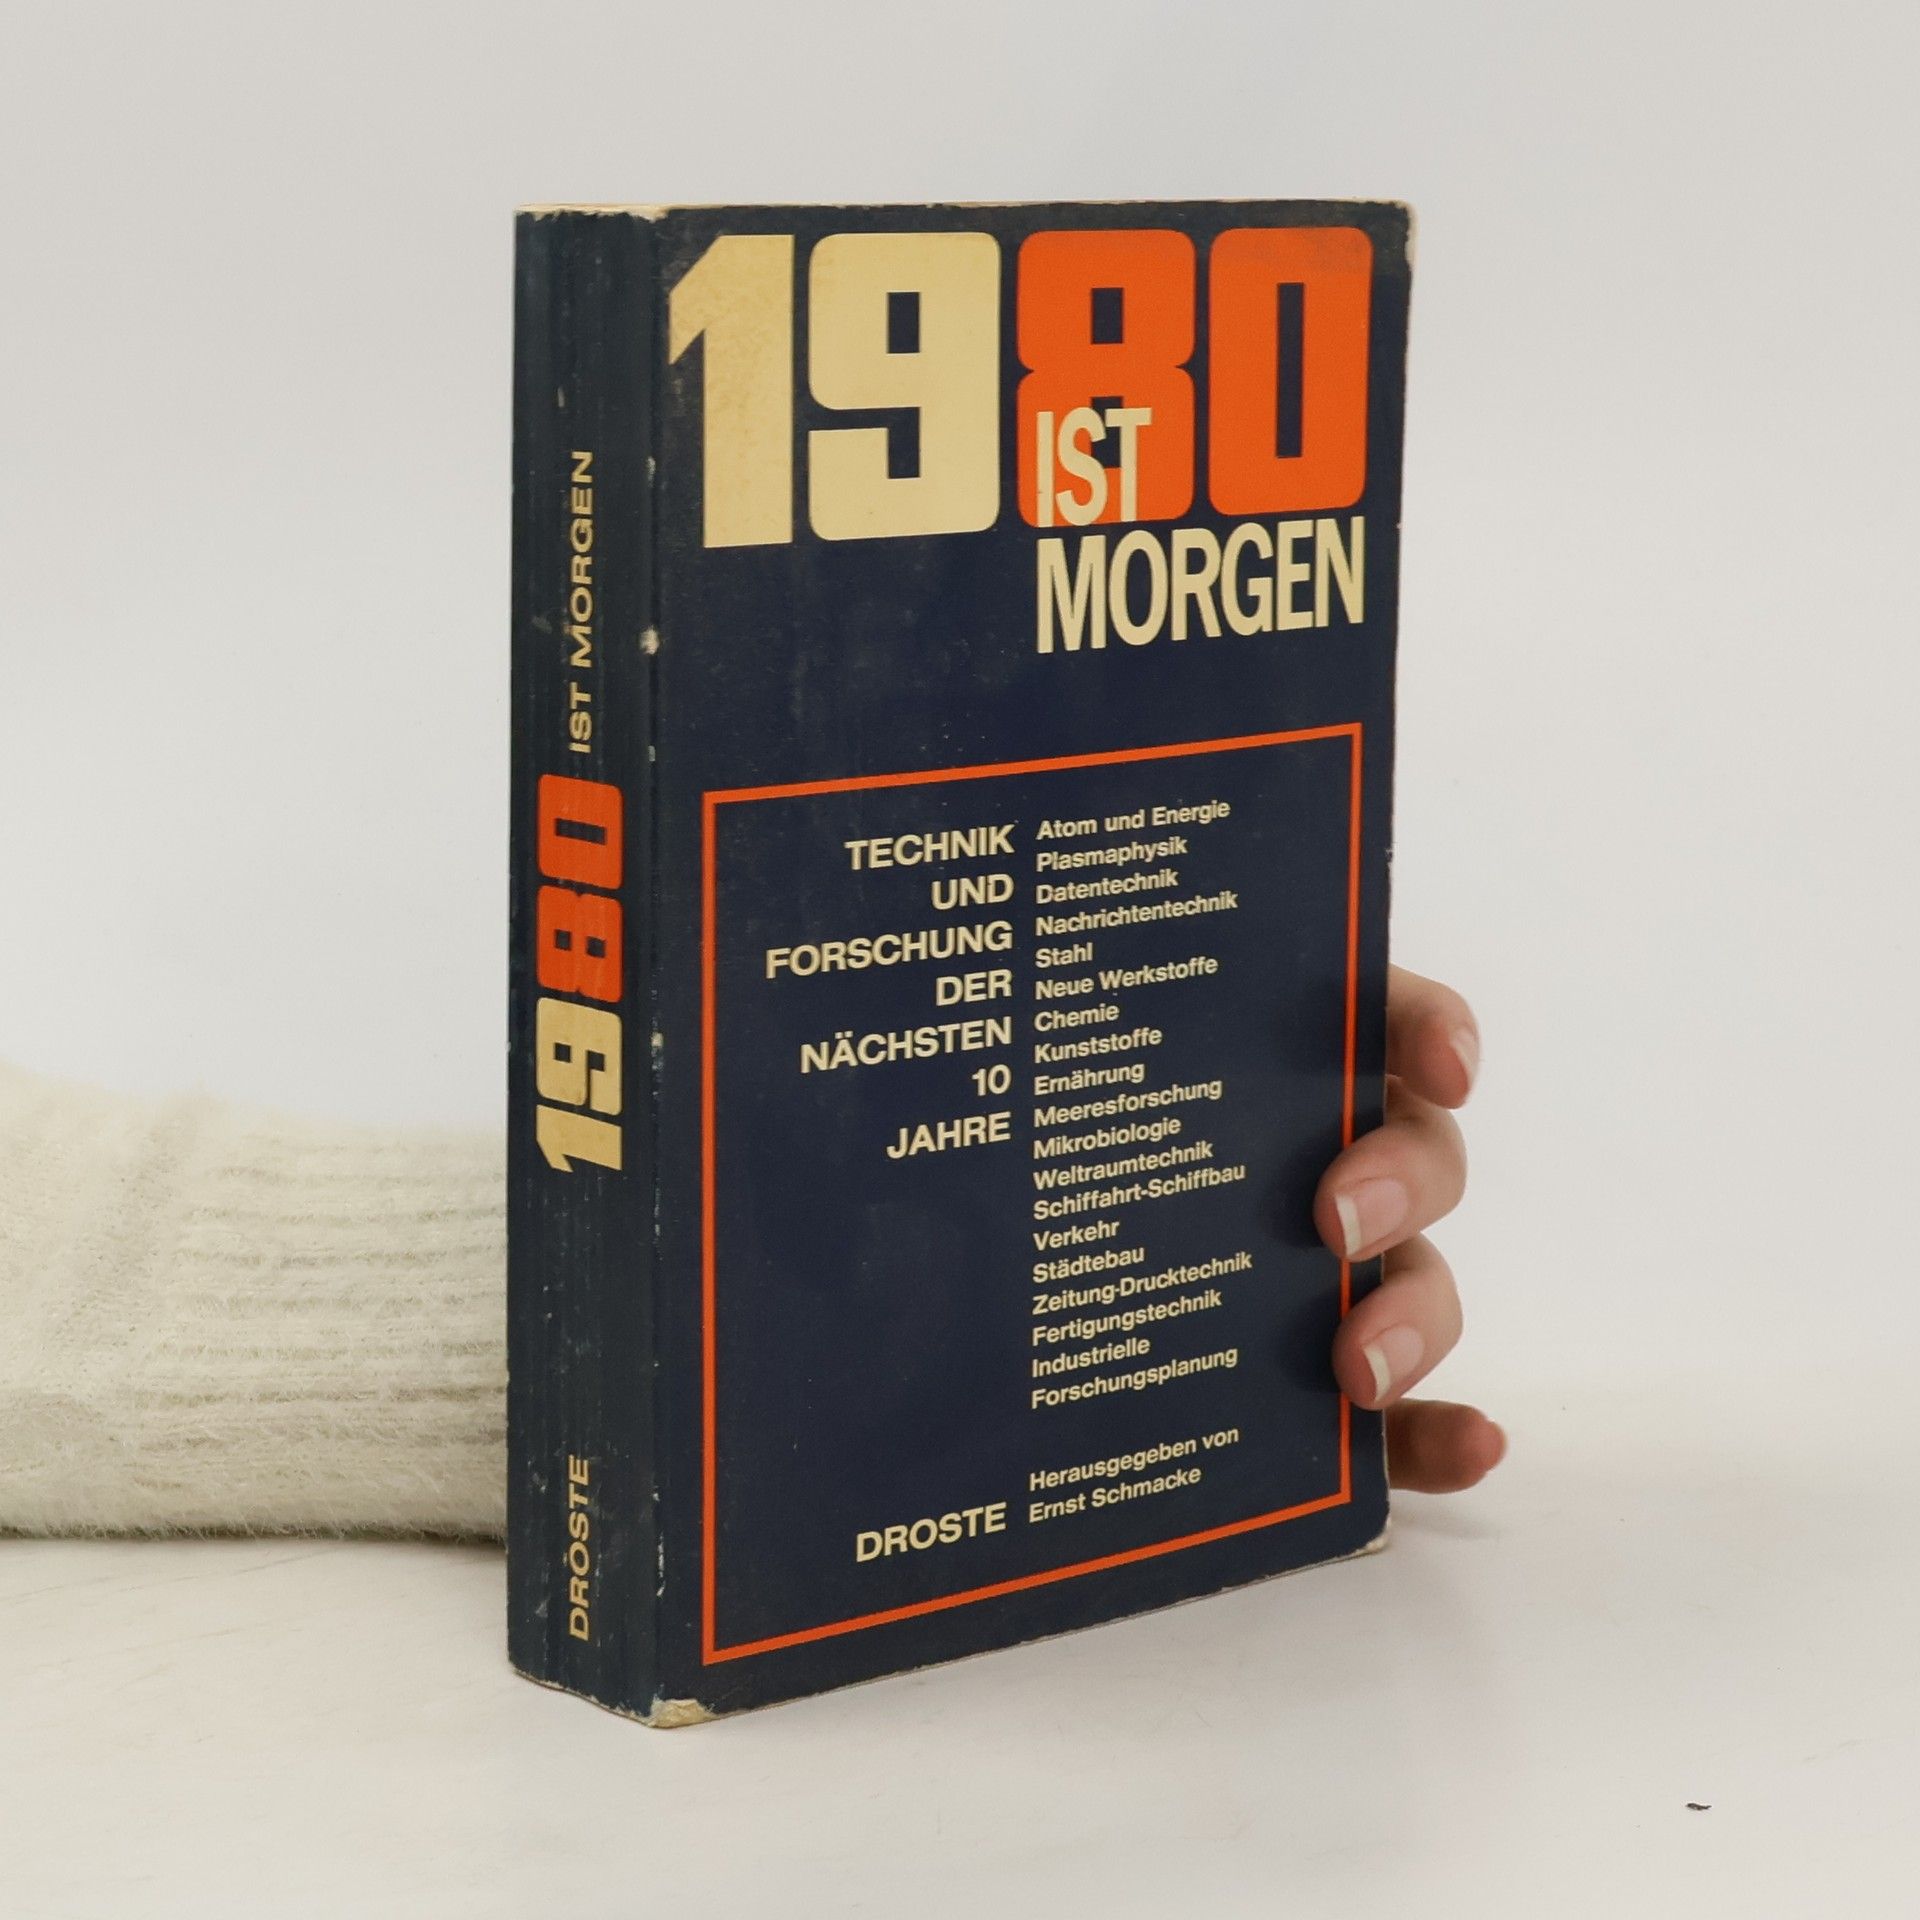 1980
IST
MORGEN
TECHNIK
UND
FORSCHUNG
DER
NÄCHSTEN
10
JAHRE
Atom und Energie
Plasmaphysik
Datentechnik
Nachrichtentechnik
Stahl
Neue Werkstoffe
Chemie
Kunststoffe
Ernährung
Meeresforschung
Mikrobiologie
Weltraumtechnik
Schiffahrt-Schiffbau
Verkehr
Städtebau
Zeitung-Drucktechnik
Fertigungstechnik
Industrielle
Forschungsplanung
Herausgegeben von
Ernst Schmacke
DROSTE
1980 IST MORGEN
DROSTE